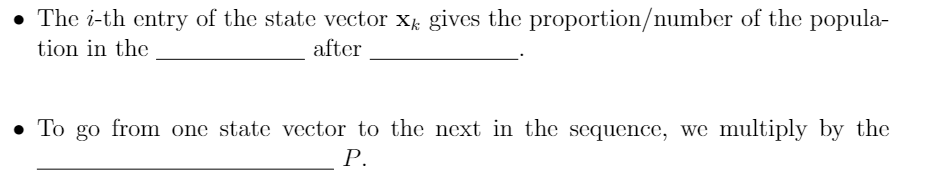 • The i-th entry of the state vector x_k gives the proportion/number of the popula-
tion in the ____________ after ____________.
• To go from one state vector to the next in the sequence, we multiply by the
________________________ P.